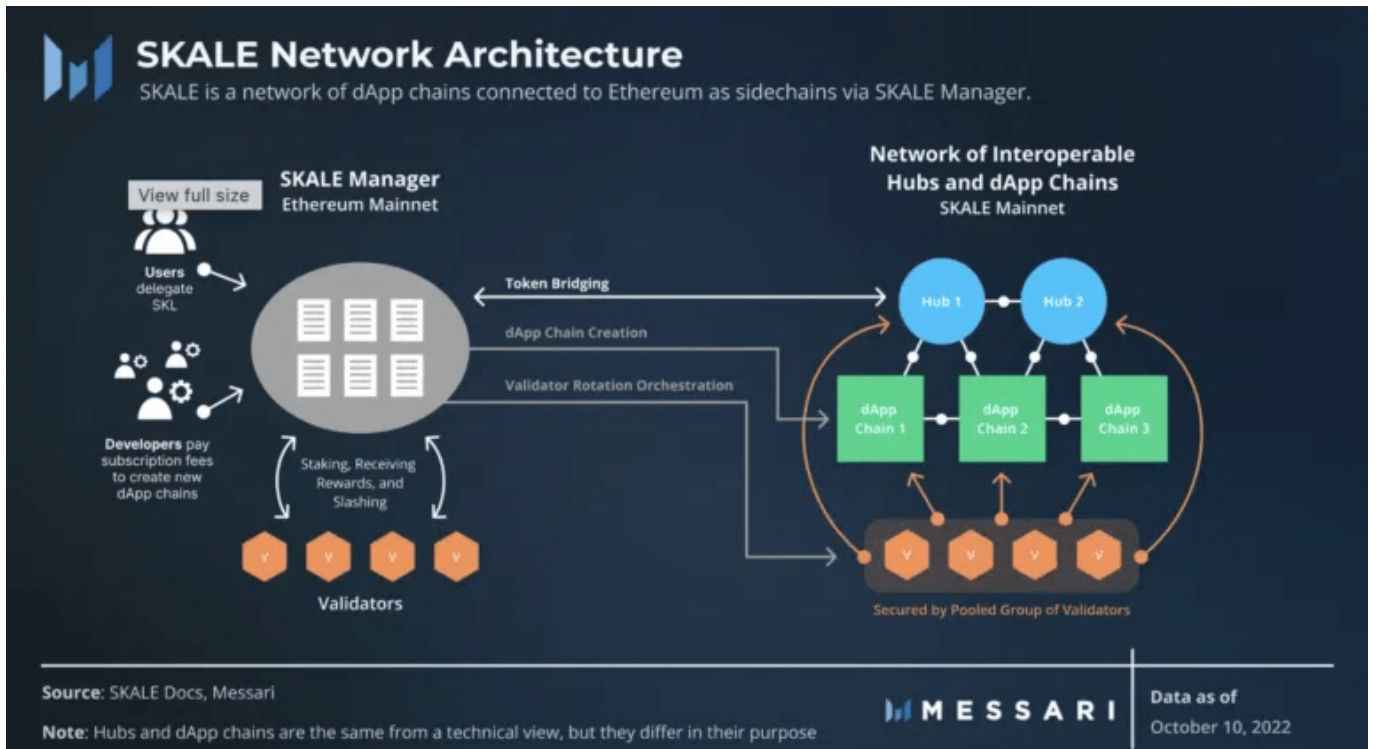 SKALE Network Architecture
SKALE is a network of dApp chains connected to Ethereum as sidechains via SKALE Manager.
View full size
SKALE Manager
Ethereum Mainnet
Network of Interoperable
Hubs and dApp Chains
SKALE Mainnet
Users
delegate
SKL
Developers pay
subscription fees
to create new
dApp chains
Token Bridging
dApp Chain Creation
Validator Rotation Orchestration
Hub 1
Hub 2
dApp
Chain 1
dApp
Chain 2
dApp
Chain 3
Staking, Receiving
Rewards, and
Slashing
V
V
V
V
Validators
V
V
V
V
Secured by Pooled Group of Validators
Source: SKALE Docs, Messari
Note: Hubs and dApp chains are the same from a technical view, but they differ in their purpose
MESSARI
Data as of
October 10, 2022